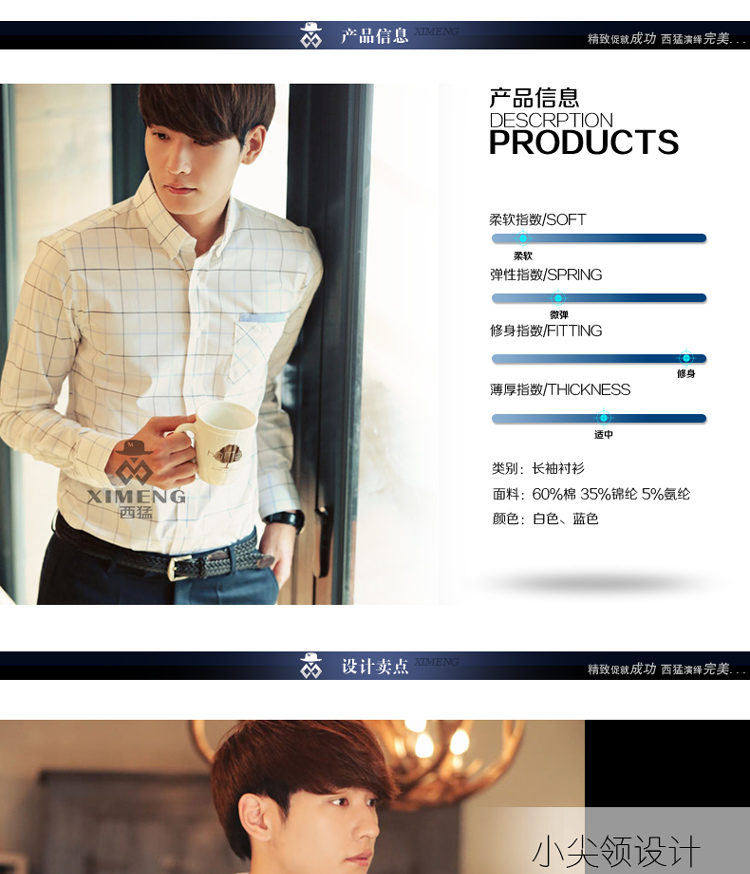 产品信息 XIMENG
精致促就成功 西猛演绎完美...
产品信息
DESCRPTION
PRODUCTS
柔软指数/SOFT
柔软
弹性指数/SPRING
微弹
修身指数/FITTING
修身
薄厚指数/THICKNESS
适中
类别：长袖衬衫
面料：60%棉 35%锦纶 5%氨纶
颜色：白色、蓝色
XIMENG
西猛
设计卖点 XIMENG
精致促就成功 西猛演绎完美...
小尖领设计